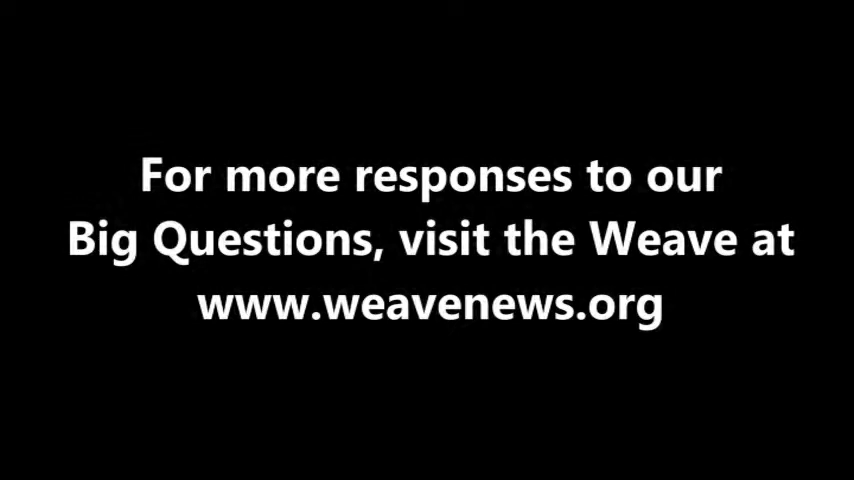 For more responses to our
Big Questions, visit the Weave at
www.weavenews.org